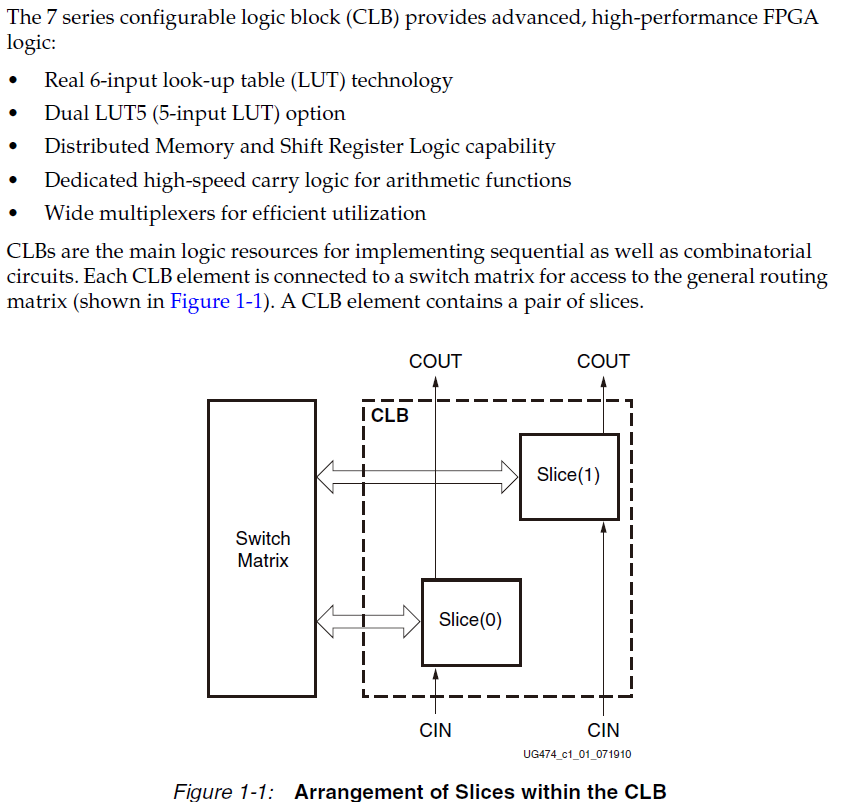 The 7 series configurable logic block (CLB) provides advanced, high-performance FPGA
logic:
• Real 6-input look-up table (LUT) technology
• Dual LUT5 (5-input LUT) option
• Distributed Memory and Shift Register Logic capability
• Dedicated high-speed carry logic for arithmetic functions
• Wide multiplexers for efficient utilization
CLBs are the main logic resources for implementing sequential as well as combinatorial
circuits. Each CLB element is connected to a switch matrix for access to the general routing
matrix (shown in Figure 1-1). A CLB element contains a pair of slices.
COUT COUT
CLB
Slice(1)
Switch
Matrix
Slice(0)
CIN CIN
UG474_c1_01_071910
Figure 1-1: Arrangement of Slices within the CLB